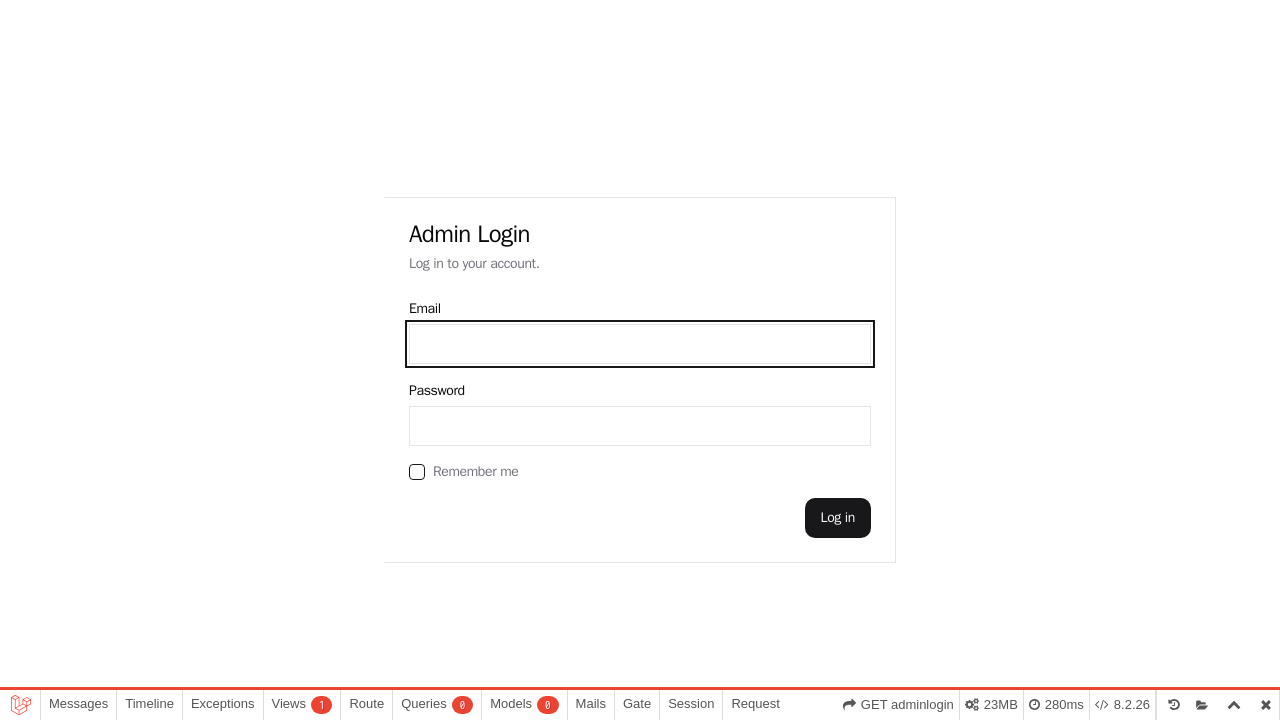 Admin Login
Log in to your account.
Email
Password
Remember me
Log in
Messages Timeline Exceptions Views 1 Route Queries 0 Models 0 Mails Gate Session Request GET adminlogin 23MB 280ms 8.2.26